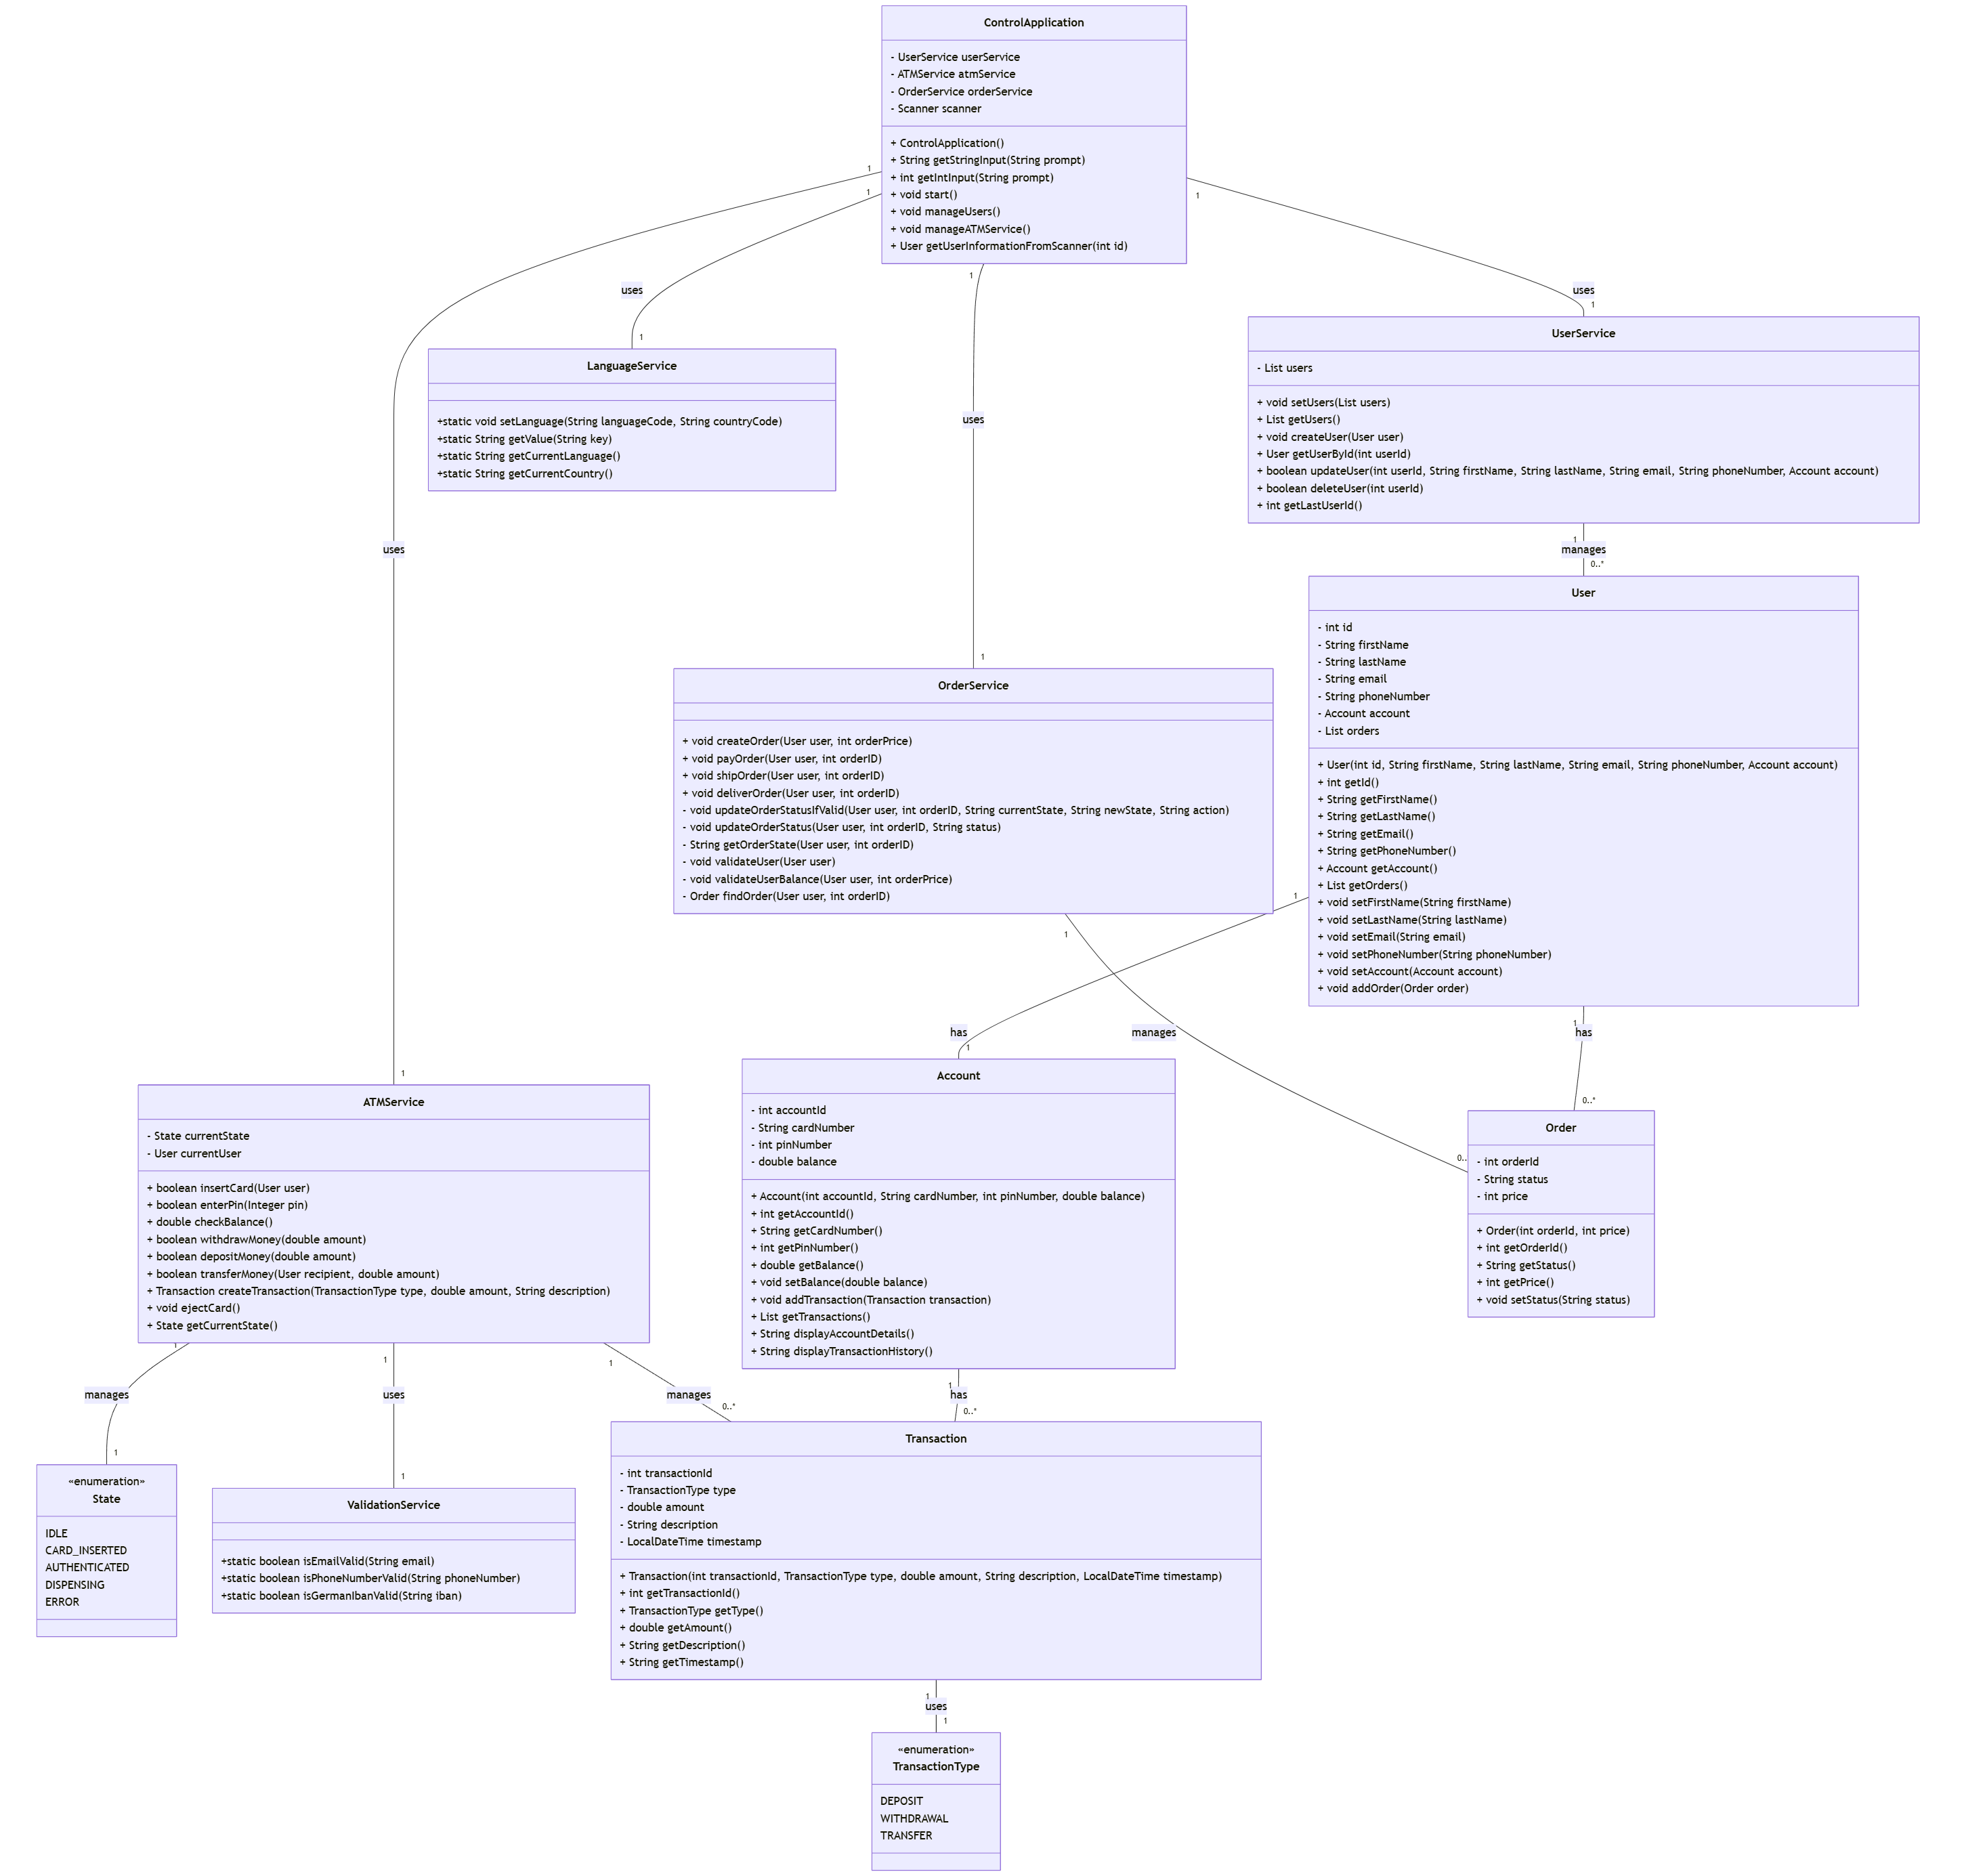 ControlApplication
- UserService userService
- ATMService atmService
- OrderService orderService
- Scanner scanner
+ ControlApplication()
+ String getStringInput(String prompt)
+ int getIntInput(String prompt)
+ void start()
+ void manageUsers()
+ void manageATMService()
+ User getUserInformationFromScanner(int id)
1
1
1
1
uses
uses
uses
uses
1
1
1
1
LanguageService
+static void setLanguage(String languageCode, String countryCode)
+static String getValue(String key)
+static String getCurrentLanguage()
+static String getCurrentCountry()
UserService
- List users
+ void setUsers(List users)
+ List getUsers()
+ void createUser(User user)
+ User getUserById(int userId)
+ boolean updateUser(int userId, String firstName, String lastName, String email, String phoneNumber, Account account)
+ boolean deleteUser(int userId)
+ int getLastUserId()
1
manages
0..*
User
- int id
- String firstName
- String lastName
- String email
- String phoneNumber
- Account account
- List orders
+ User(int id, String firstName, String lastName, String email, String phoneNumber, Account account)
+ int getId()
+ String getFirstName()
+ String getLastName()
+ String getEmail()
+ String getPhoneNumber()
+ Account getAccount()
+ List getOrders()
+ void setFirstName(String firstName)
+ void setLastName(String lastName)
+ void setEmail(String email)
+ void setPhoneNumber(String phoneNumber)
+ void setAccount(Account account)
+ void addOrder(Order order)
OrderService
+ void createOrder(User user, int orderPrice)
+ void payOrder(User user, int orderID)
+ void shipOrder(User user, int orderID)
+ void deliverOrder(User user, int orderID)
- void updateOrderStatusIfValid(User user, int orderID, String currentState, String newState, String action)
- void updateOrderStatus(User user, int orderID, String status)
- String getOrderState(User user, int orderID)
- void validateUser(User user)
- void validateUserBalance(User user, int orderPrice)
- Order findOrder(User user, int orderID)
1
has
1
1
manages
0..
1
has
0..*
ATMService
- State currentState
- User currentUser
+ boolean insertCard(User user)
+ boolean enterPin(Integer pin)
+ double checkBalance()
+ boolean withdrawMoney(double amount)
+ boolean depositMoney(double amount)
+ boolean transferMoney(User recipient, double amount)
+ Transaction createTransaction(TransactionType type, double amount, String description)
+ void ejectCard()
+ State getCurrentState()
Account
- int accountId
- String cardNumber
- int pinNumber
- double balance
+ Account(int accountId, String cardNumber, int pinNumber, double balance)
+ int getAccountId()
+ String getCardNumber()
+ int getPinNumber()
+ double getBalance()
+ void setBalance(double balance)
+ void addTransaction(Transaction transaction)
+ List getTransactions()
+ String displayAccountDetails()
+ String displayTransactionHistory()
Order
- int orderId
- String status
- int price
+ Order(int orderId, int price)
+ int getOrderId()
+ String getStatus()
+ int getPrice()
+ void setStatus(String status)
1
manages
1
1
uses
1
1
manages
0..*
1
has
0..*
«enumeration»
State
IDLE
CARD_INSERTED
AUTHENTICATED
DISPENSING
ERROR
ValidationService
+static boolean isEmailValid(String email)
+static boolean isPhoneNumberValid(String phoneNumber)
+static boolean isGermanIbanValid(String iban)
Transaction
- int transactionId
- TransactionType type
- double amount
- String description
- LocalDateTime timestamp
+ Transaction(int transactionId, TransactionType type, double amount, String description, LocalDateTime timestamp)
+ int getTransactionId()
+ TransactionType getType()
+ double getAmount()
+ String getDescription()
+ String getTimestamp()
1
uses
1
«enumeration»
TransactionType
DEPOSIT
WITHDRAWAL
TRANSFER